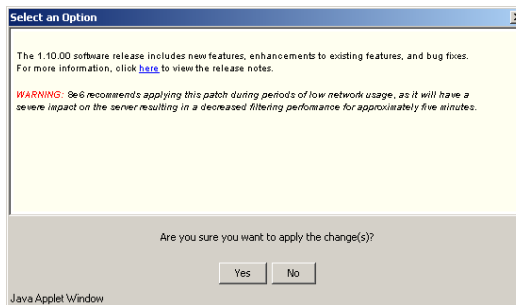 Select an Option
The 1.10.00 software release includes new features, enhancements to existing features, and bug fixes.
For more information, click here to view the release notes.
WARNING: 8e6 recommends applying this patch during periods of low network usage, as it will have a
severe impact on the server resulting in a decreased filtering performance for approximately five minutes.
Are you sure you want to apply the change(s)?
Yes No
Java Applet Window